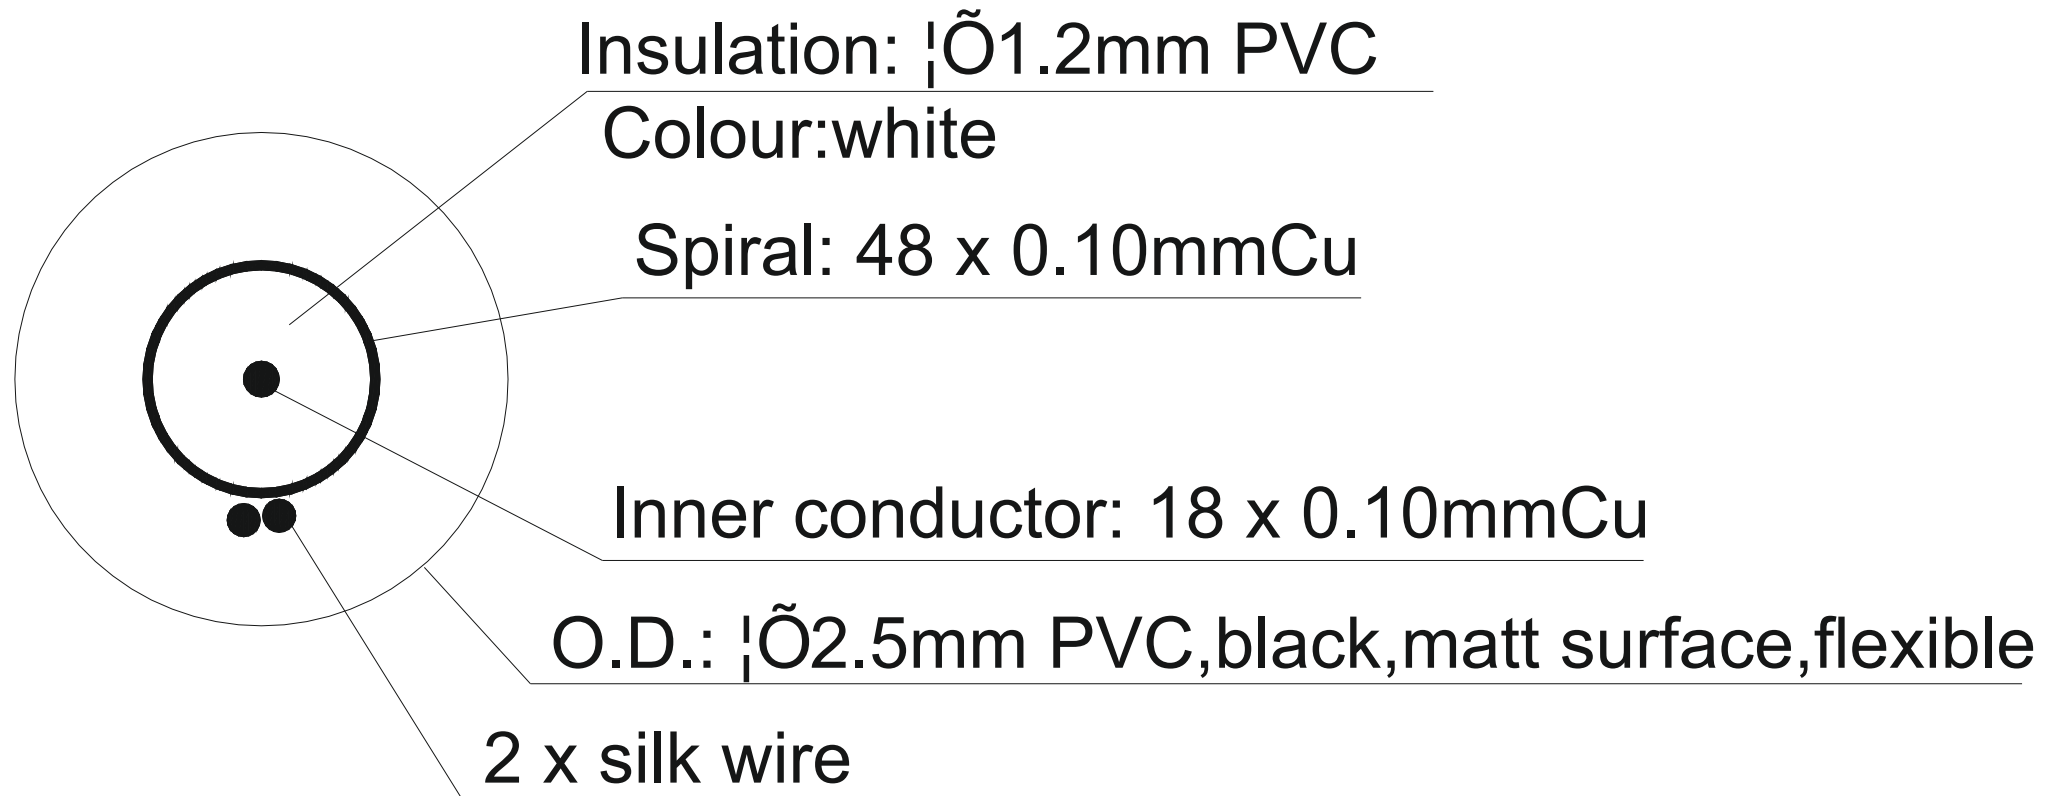 Insulation: ¦Õ1.2mm PVC
Colour:white
Spiral: 48 x 0.10mmCu
Inner conductor: 18 x 0.10mmCu
O.D.: ¦Õ2.5mm PVC,black,matt surface,flexible
2 x silk wire